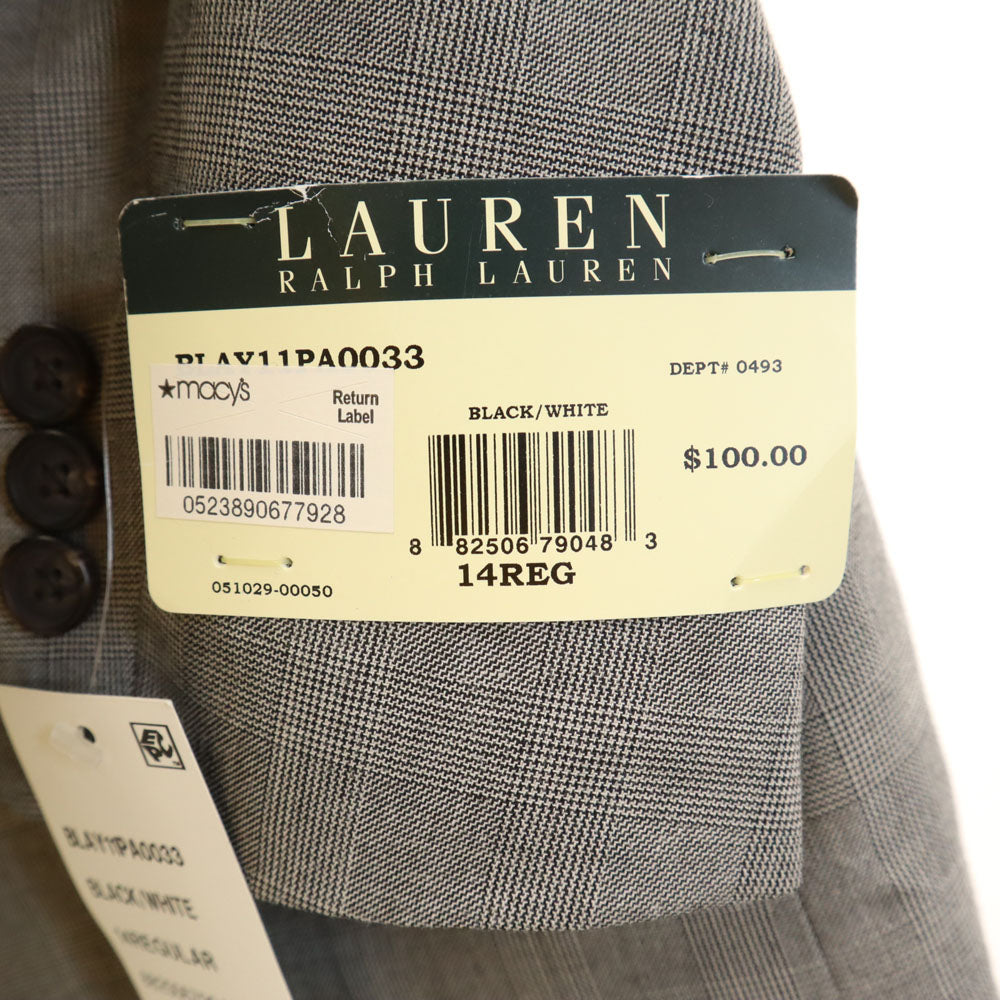 LAUREN
RALPH LAUREN
BLAY11PA0033
DEPT# 0493
★macy's
Return
Label
0523890677928
BLACK/WHITE
$100.00
8 82506 79048 3
14REG
051029-00050
BLAY11PA0033
BLACK/WHITE
REGULAR